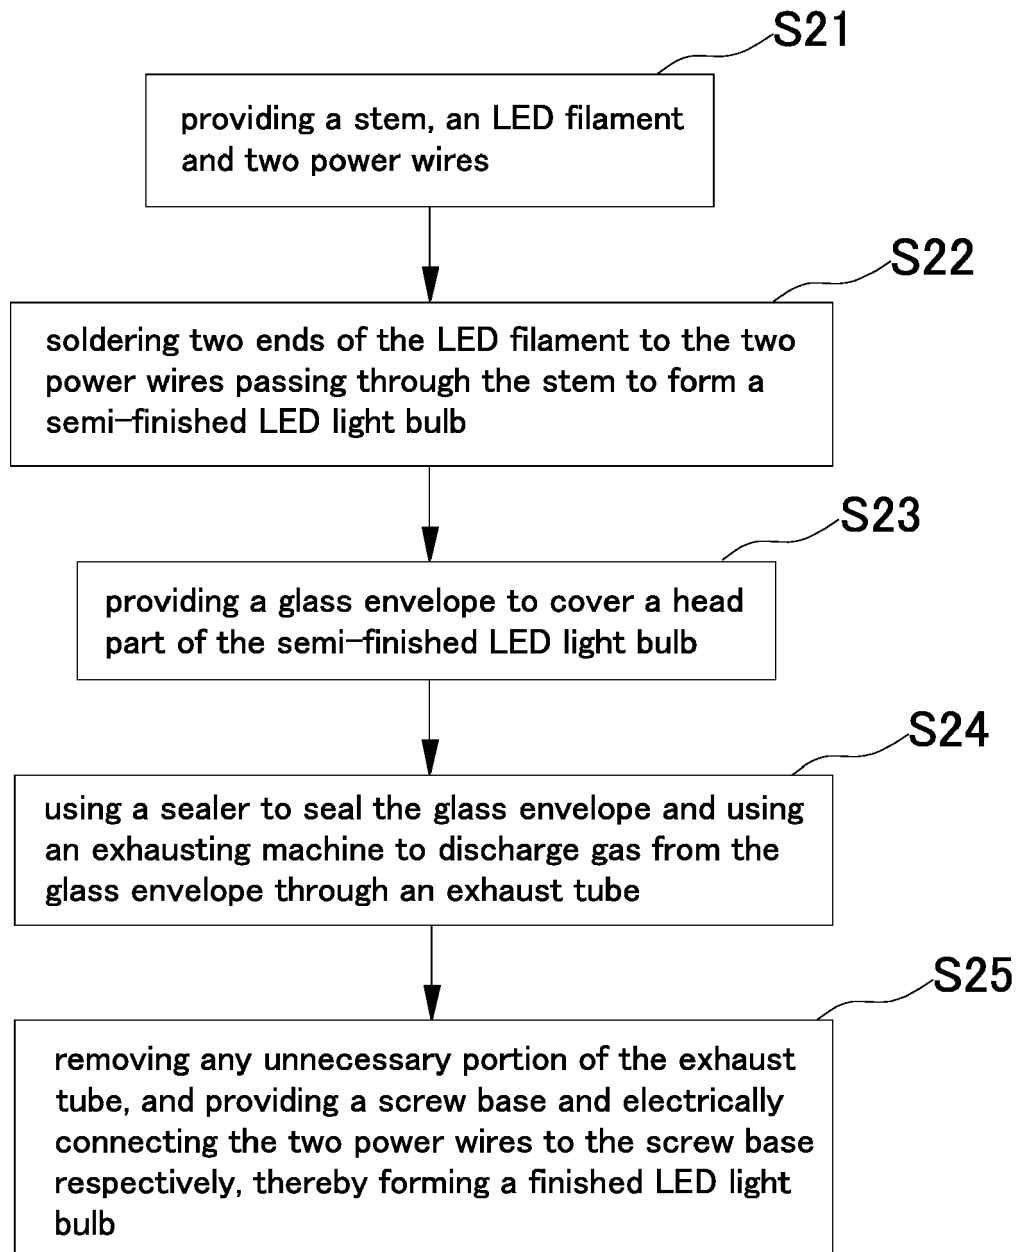 S21
providing a stem, an LED filament
and two power wires
S22
soldering two ends of the LED filament to the two
power wires passing through the stem to form a
semi-finished LED light bulb
S23
providing a glass envelope to cover a head
part of the semi-finished LED light bulb
S24
using a sealer to seal the glass envelope and using
an exhausting machine to discharge gas from the
glass envelope through an exhaust tube
S25
removing any unnecessary portion of the exhaust
tube, and providing a screw base and electrically
connecting the two power wires to the screw base
respectively, thereby forming a finished LED light
bulb